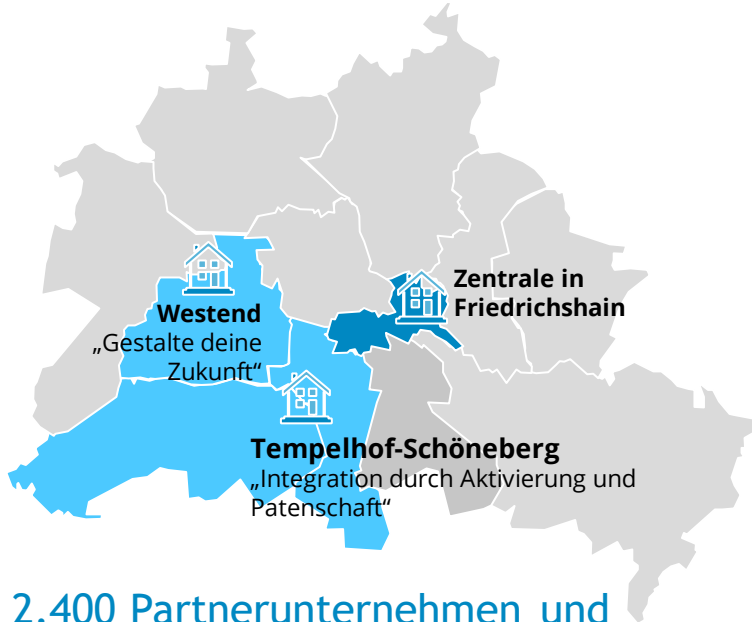 Zentrale in
Friedrichshain
Westend
„Gestalte deine
Zukunft“
Tempelhof-Schöneberg
„Integration durch Aktivierung und
Patenschaft“
2.400 Partnerunternehmen und